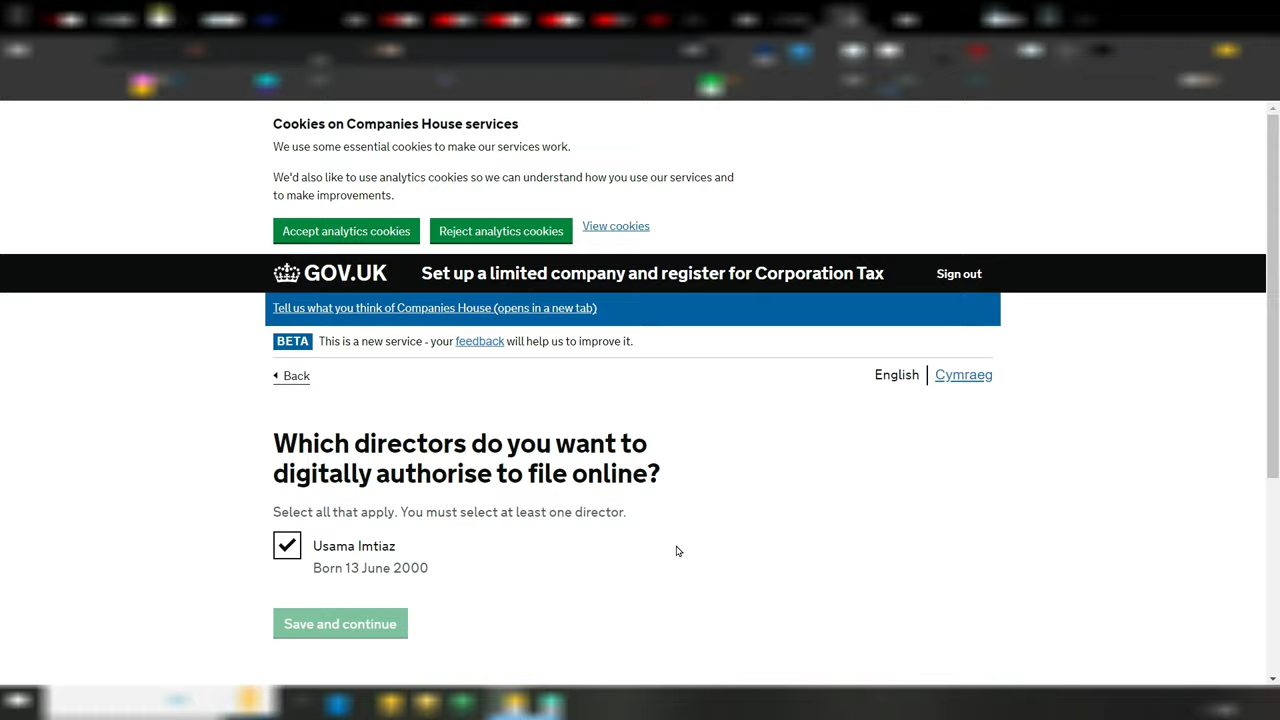 Cookies on Companies House services
We use some essential cookies to make our services work.
We'd also like to use analytics cookies so we can understand how you use our services and
to make improvements.
Accept analytics cookies
Reject analytics cookies
View cookies
GOV.UK
Set up a limited company and register for Corporation Tax
Sign out
Tell us what you think of Companies House (opens in a new tab)
BETA
This is a new service - your feedback will help us to improve it.
Back
English
Cymraeg
Which directors do you want to
digitally authorise to file online?
Select all that apply. You must select at least one director.
Usama Imtiaz
Born 13 June 2000
Save and continue